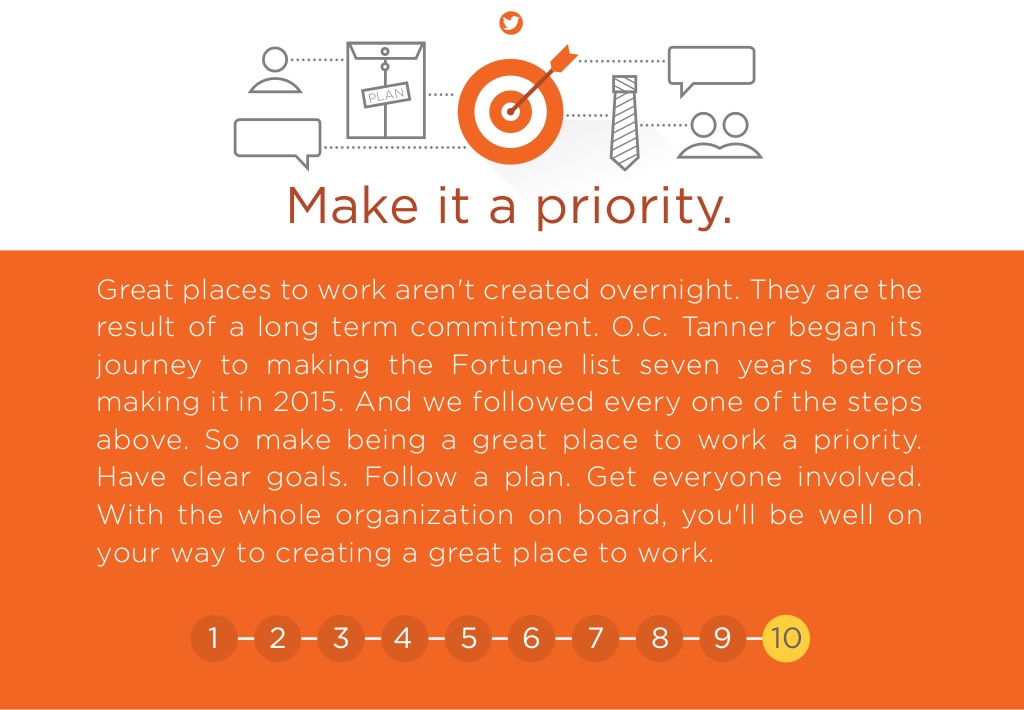 PLAN
Make it a priority.
Great places to work aren't created overnight. They are the
result of a long term commitment. O.C. Tanner began its
journey to making the Fortune list seven years before
making it in 2015. And we followed every one of the steps
above. So make being a great place to work a priority.
Have clear goals. Follow a plan. Get everyone involved.
With the whole organization on board, you'll be well on
your way to creating a great place to work.
1 2 3 4 5 6 7 8 9 10